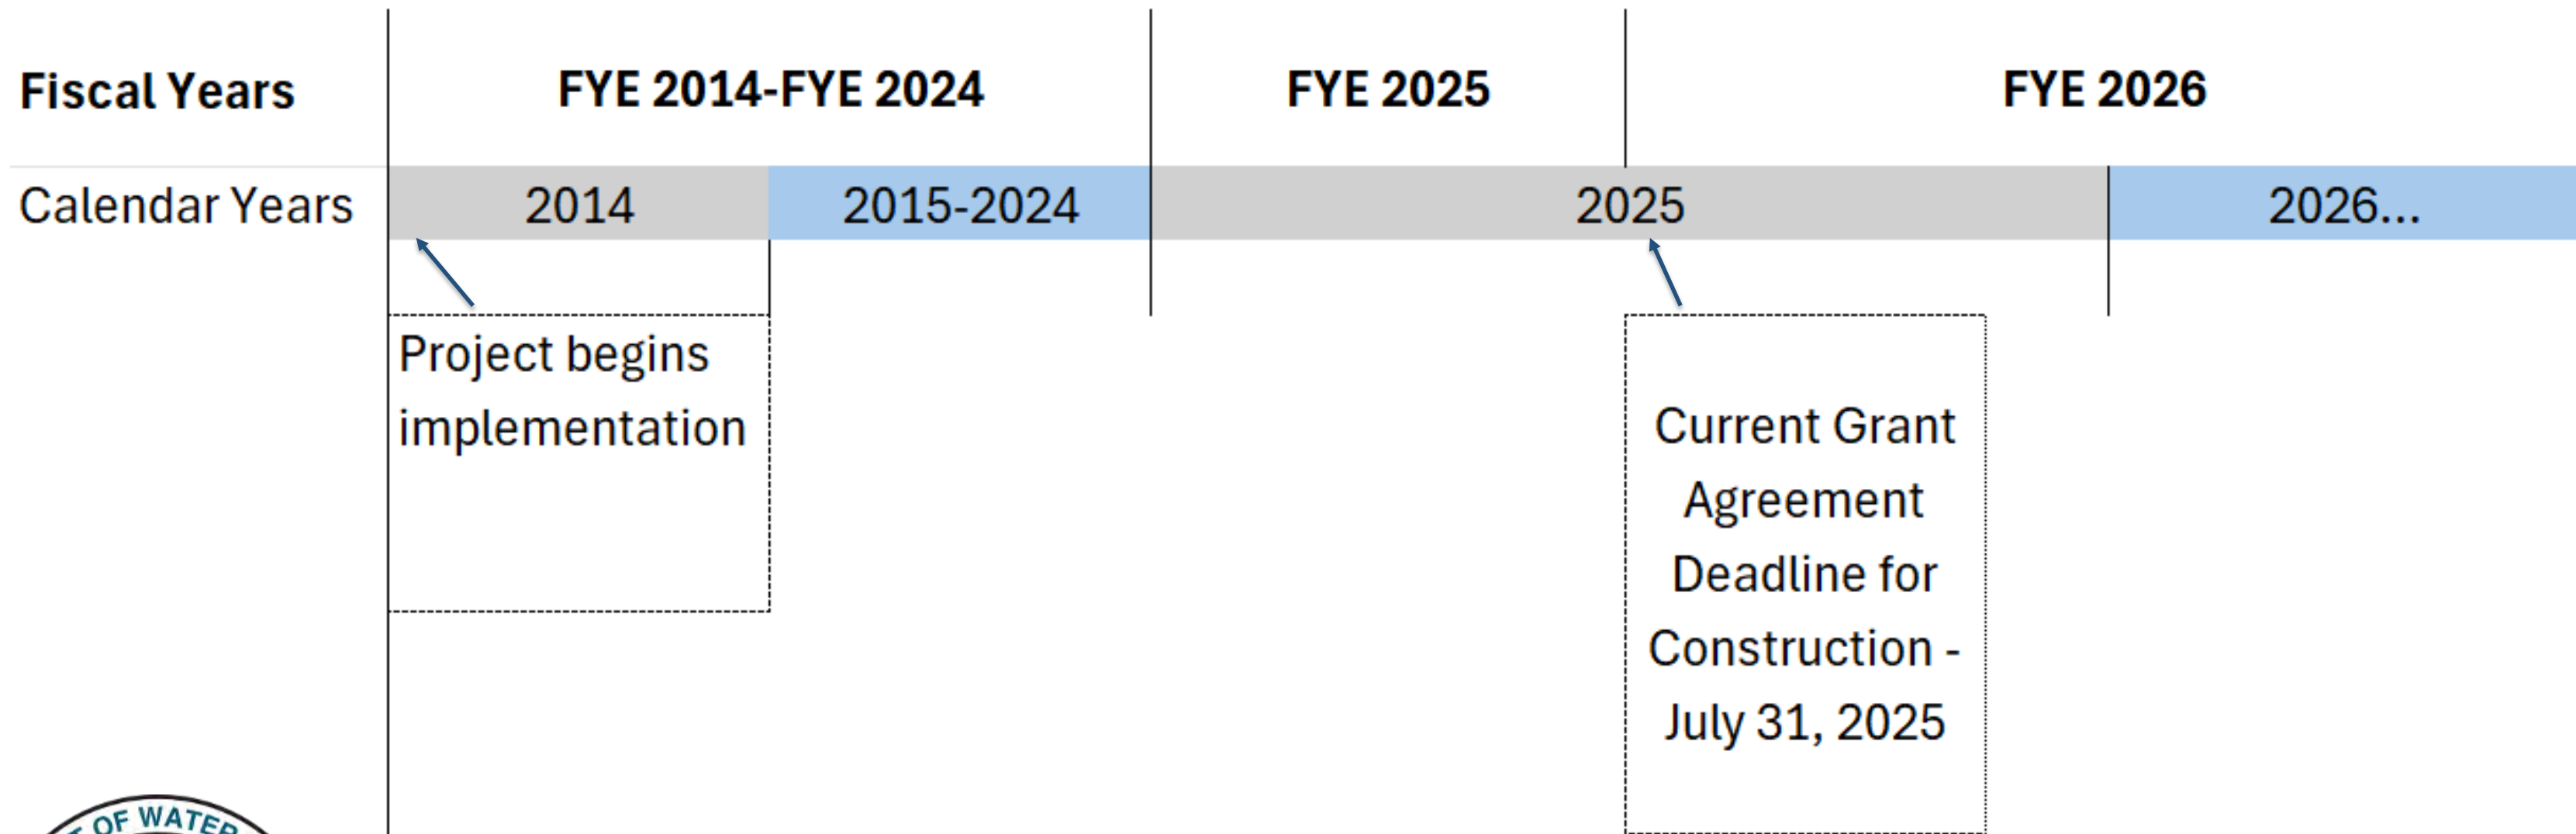 Fiscal Years FYE 2014-FYE 2024 FYE 2025 FYE 2026
Calendar Years 2014 2015-2024 2025 2026...
Project begins
implementation
Current Grant
Agreement
Deadline for
Construction -
July 31, 2025
OF WATER